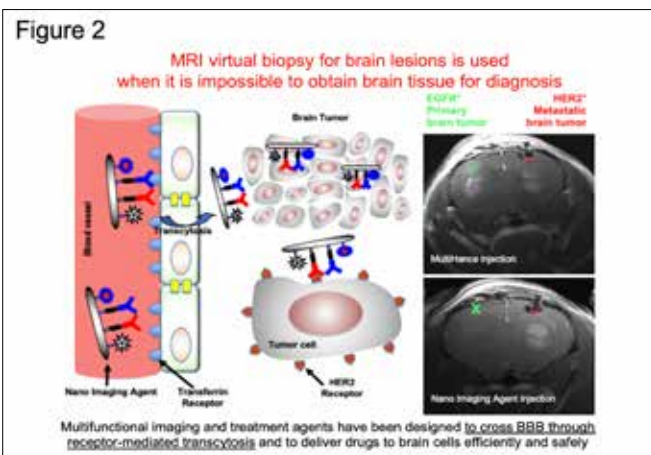 Figure 2
MRI virtual biopsy for brain lesions is used
when it is impossible to obtain brain tissue for diagnosis
EGFR+
Primary
brain tumor
HER2+
Metastatic
brain tumor
Brain Tumor
Blood vessel
Transcytosis
MultiHance injection
Tumor cell
Nano Imaging Agent
Transferrin
Receptor
HER2
Receptor
Nano Imaging Agent injection
Multifunctional imaging and treatment agents have been designed to cross BBB through
receptor-mediated transcytosis and to deliver drugs to brain cells efficiently and safely